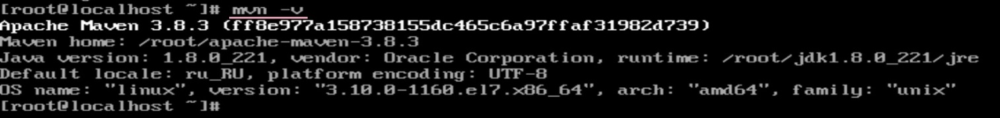 [root@localhost ~]# mvn -v
Apache Maven 3.8.3 (ff8e977a158738155dc465c6a97ffaf31982d739)
Maven home: /root/apache-maven-3.8.3
Java version: 1.8.0_221, vendor: Oracle Corporation, runtime: /root/jdk1.8.0_221/jre
Default locale: ru_RU, platform encoding: UTF-8
OS name: "linux", version: "3.10.0-1160.el7.x86_64", arch: "amd64", family: "unix"
[root@localhost ~]#